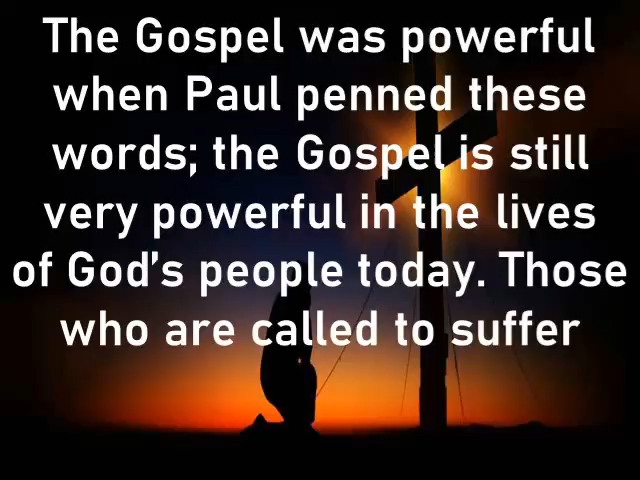 The Gospel was powerful
when Paul penned these
words; the Gospel is still
very powerful in the lives
of God’s people today. Those
who are called to suffer